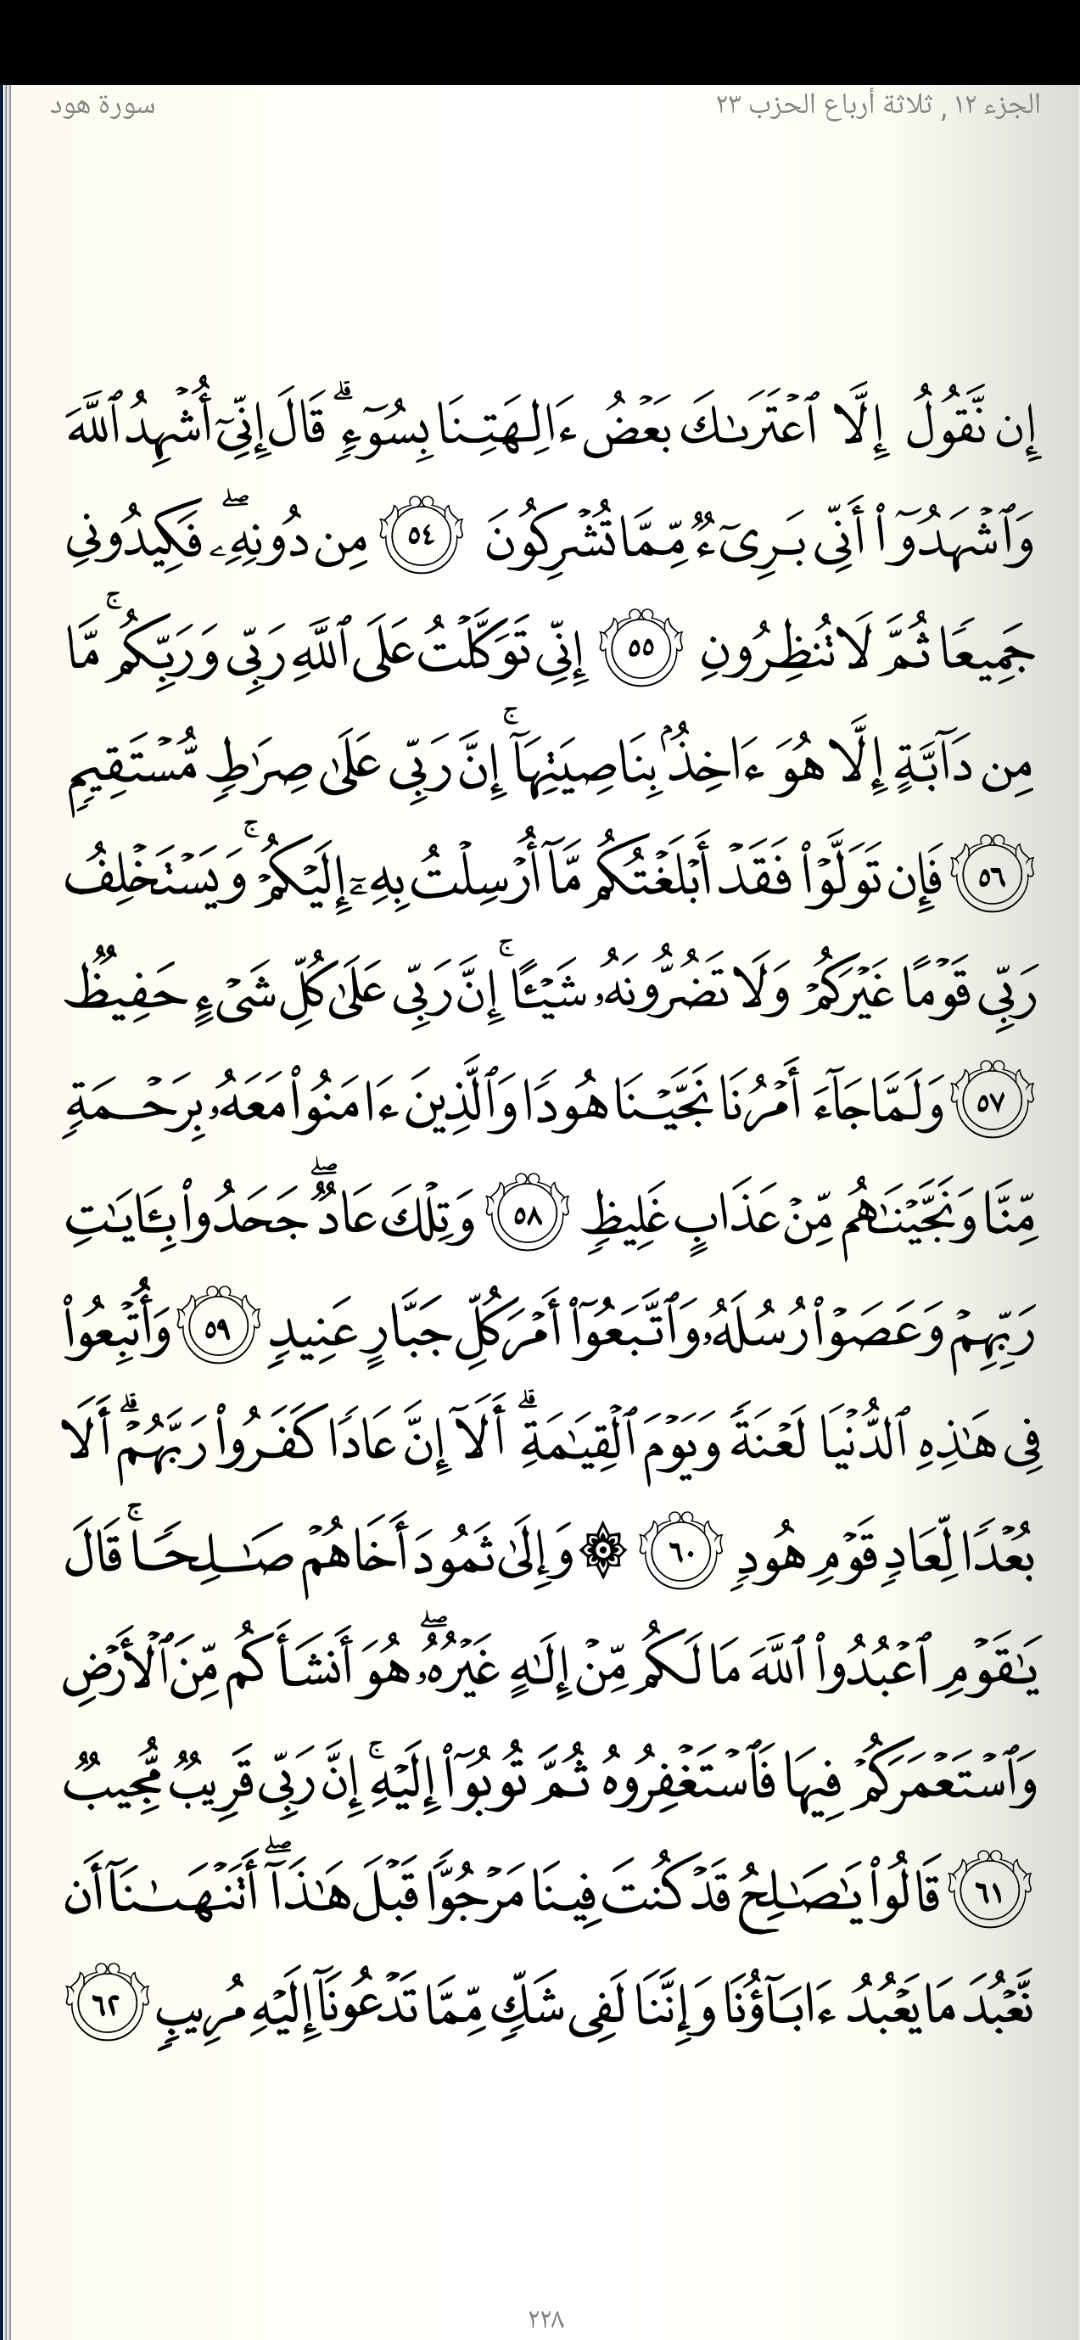 الجزء ١٢ , ثلاثة أرباع الحزب ٢٣
سورة هود
إِن نَّقُولُ إِلَّا ٱعۡتَرَىٰكَ بَعۡضُ ءَالِهَتِنَا بِسُوٓءٖۗ قَالَ إِنِّيٓ أُشۡهِدُ ٱللَّهَ
وَٱشۡهَدُوٓاْ أَنِّي بَرِيٓءٞ مِّمَّا تُشۡرِكُونَ ٥٤ مِن دُونِهِۦۖ فَكِيدُونِي
جَمِيعٗا ثُمَّ لَا تُنظِرُونِ ٥٥ إِنِّي تَوَكَّلۡتُ عَلَى ٱللَّهِ رَبِّي وَرَبِّكُمۚ مَّا
مِن دَآبَّةٍ إِلَّا هُوَ ءَاخِذُۢ بِنَاصِيَتِهَآۚ إِنَّ رَبِّي عَلَىٰ صِرَٰطٖ مُّسۡتَقِيمٖ
٥٦ فَإِن تَوَلَّوۡاْ فَقَدۡ أَبۡلَغۡتُكُم مَّآ أُرۡسِلۡتُ بِهِۦٓ إِلَيۡكُمۡۚ وَيَسۡتَخۡلِفُ
رَبِّي قَوۡمًا غَيۡرَكُمۡ وَلَا تَضُرُّونَهُۥ شَيۡـًٔاۚ إِنَّ رَبِّي عَلَىٰ كُلِّ شَيۡءٍ حَفِيظٞ
٥٧ وَلَمَّا جَآءَ أَمۡرُنَا نَجَّيۡنَا هُودٗا وَٱلَّذِينَ ءَامَنُواْ مَعَهُۥ بِرَحۡمَةٖ
مِّنَّا وَنَجَّيۡنَٰهُم مِّنۡ عَذَابٍ غَلِيظٖ ٥٨ وَتِلۡكَ عَادٞۖ جَحَدُواْ بِـَٔايَٰتِ
رَبِّهِمۡ وَعَصَوۡاْ رُسُلَهُۥ وَٱتَّبَعُوٓاْ أَمۡرَ كُلِّ جَبَّارٍ عَنِيدٖ ٥٩ وَأُتۡبِعُواْ
فِي هَٰذِهِ ٱلدُّنۡيَا لَعۡنَةٗ وَيَوۡمَ ٱلۡقِيَٰمَةِۗ أَلَآ إِنَّ عَادٗا كَفَرُواْ رَبَّهُمۡۗ أَلَا
بُعۡدٗا لِّعَادٖ قَوۡمِ هُودٖ ٦٠ ۞ وَإِلَىٰ ثَمُودَ أَخَاهُمۡ صَٰلِحٗاۚ قَالَ
يَٰقَوۡمِ ٱعۡبُدُواْ ٱللَّهَ مَا لَكُم مِّنۡ إِلَٰهٍ غَيۡرُهُۥۖ هُوَ أَنشَأَكُم مِّنَ ٱلۡأَرۡضِ
وَٱسۡتَعۡمَرَكُمۡ فِيهَا فَٱسۡتَغۡفِرُوهُ ثُمَّ تُوبُوٓاْ إِلَيۡهِۚ إِنَّ رَبِّي قَرِيبٞ مُّجِيبٞ
٦١ قَالُواْ يَٰصَٰلِحُ قَدۡ كُنتَ فِينَا مَرۡجُوّٗا قَبۡلَ هَٰذَآۖ أَتَنۡهَىٰنَآ أَن
نَّعۡبُدَ مَا يَعۡبُدُ ءَابَآؤُنَا وَإِنَّنَا لَفِي شَكّٖ مِّمَّا تَدۡعُونَآ إِلَيۡهِ مُرِيبٖ ٦٢
٢٢٨